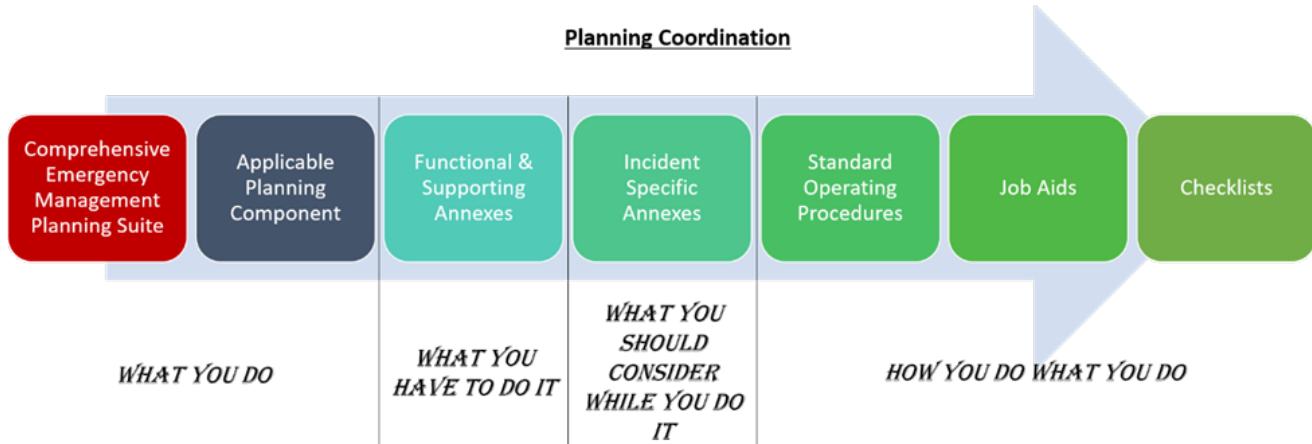 Planning Coordination
Comprehensive
Emergency
Management
Planning Suite
Applicable
Planning
Component
Functional &
Supporting
Annexes
Incident
Specific
Annexes
Standard
Operating
Procedures
Job Aids
Checklists
WHAT YOU DO
WHAT YOU
HAVE TO DO IT
WHAT YOU
SHOULD
CONSIDER
WHILE YOU DO
IT
HOW YOU DO WHAT YOU DO